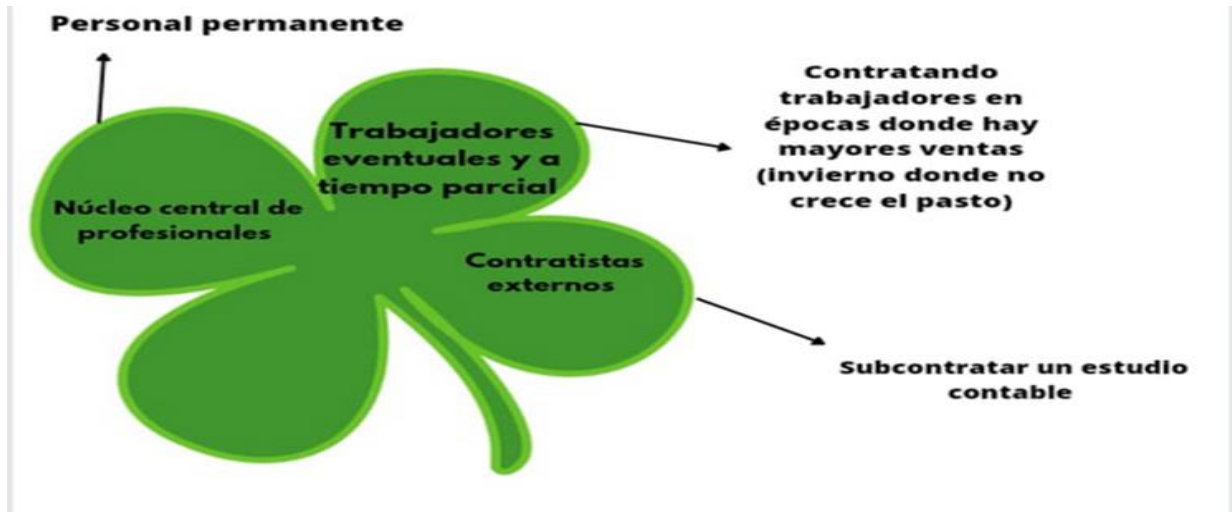 Personal permanente
Núcleo central de
profesionales
Trabajadores
eventuales y a
tiempo parcial
Contratando
trabajadores en
épocas donde hay
mayores ventas
(invierno donde no
crece el pasto)
Contratistas
externos
Subcontratar un estudio
contable